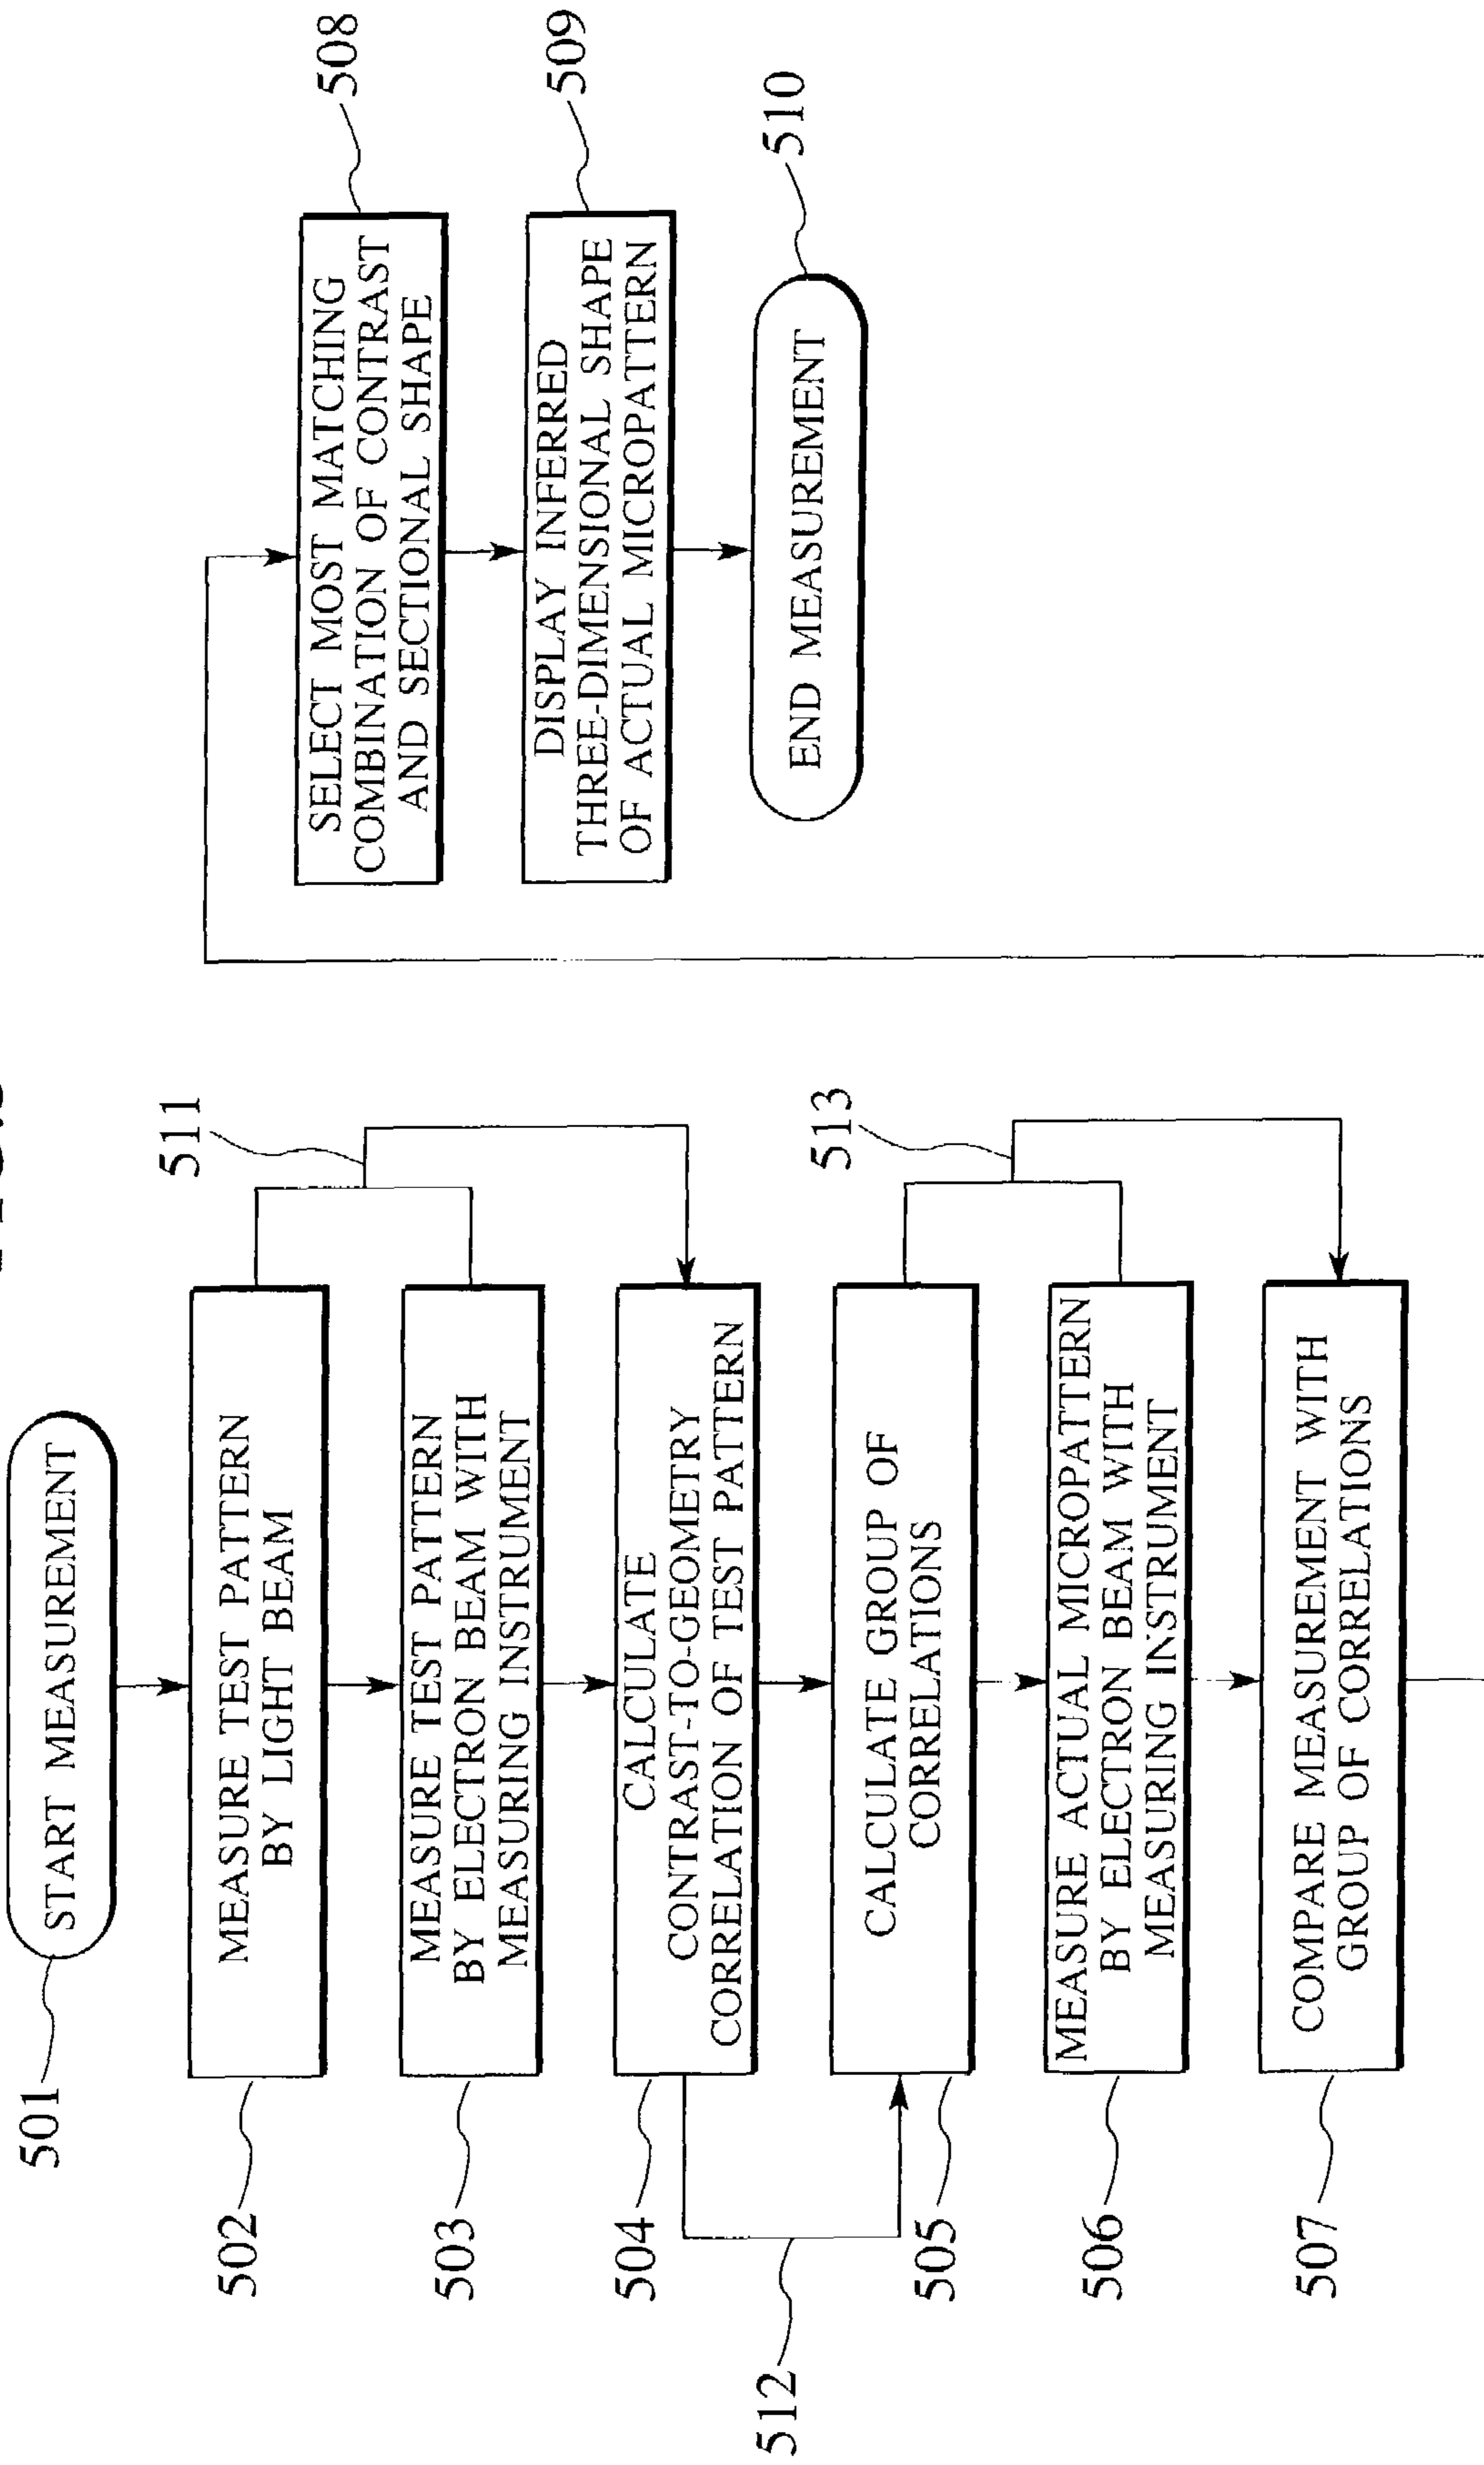 501
START MEASUREMENT
502
MEASURE TEST PATTERN
BY LIGHT BEAM
511
503
MEASURE TEST PATTERN
BY ELECTRON BEAM WITH
MEASURING INSTRUMENT
504
CALCULATE
CONTRAST-TO-GEOMETRY
CORRELATION OF TEST PATTERN
512
505
CALCULATE GROUP OF
CORRELATIONS
513
506
MEASURE ACTUAL MICROPATTERN
BY ELECTRON BEAM WITH
MEASURING INSTRUMENT
507
COMPARE MEASUREMENT WITH
GROUP OF CORRELATIONS
508
SELECT MOST MATCHING
COMBINATION OF CONTRAST
AND SECTIONAL SHAPE
509
DISPLAY INFERRED
THREE-DIMENSIONAL SHAPE
OF ACTUAL MICROPATTERN
510
END MEASUREMENT